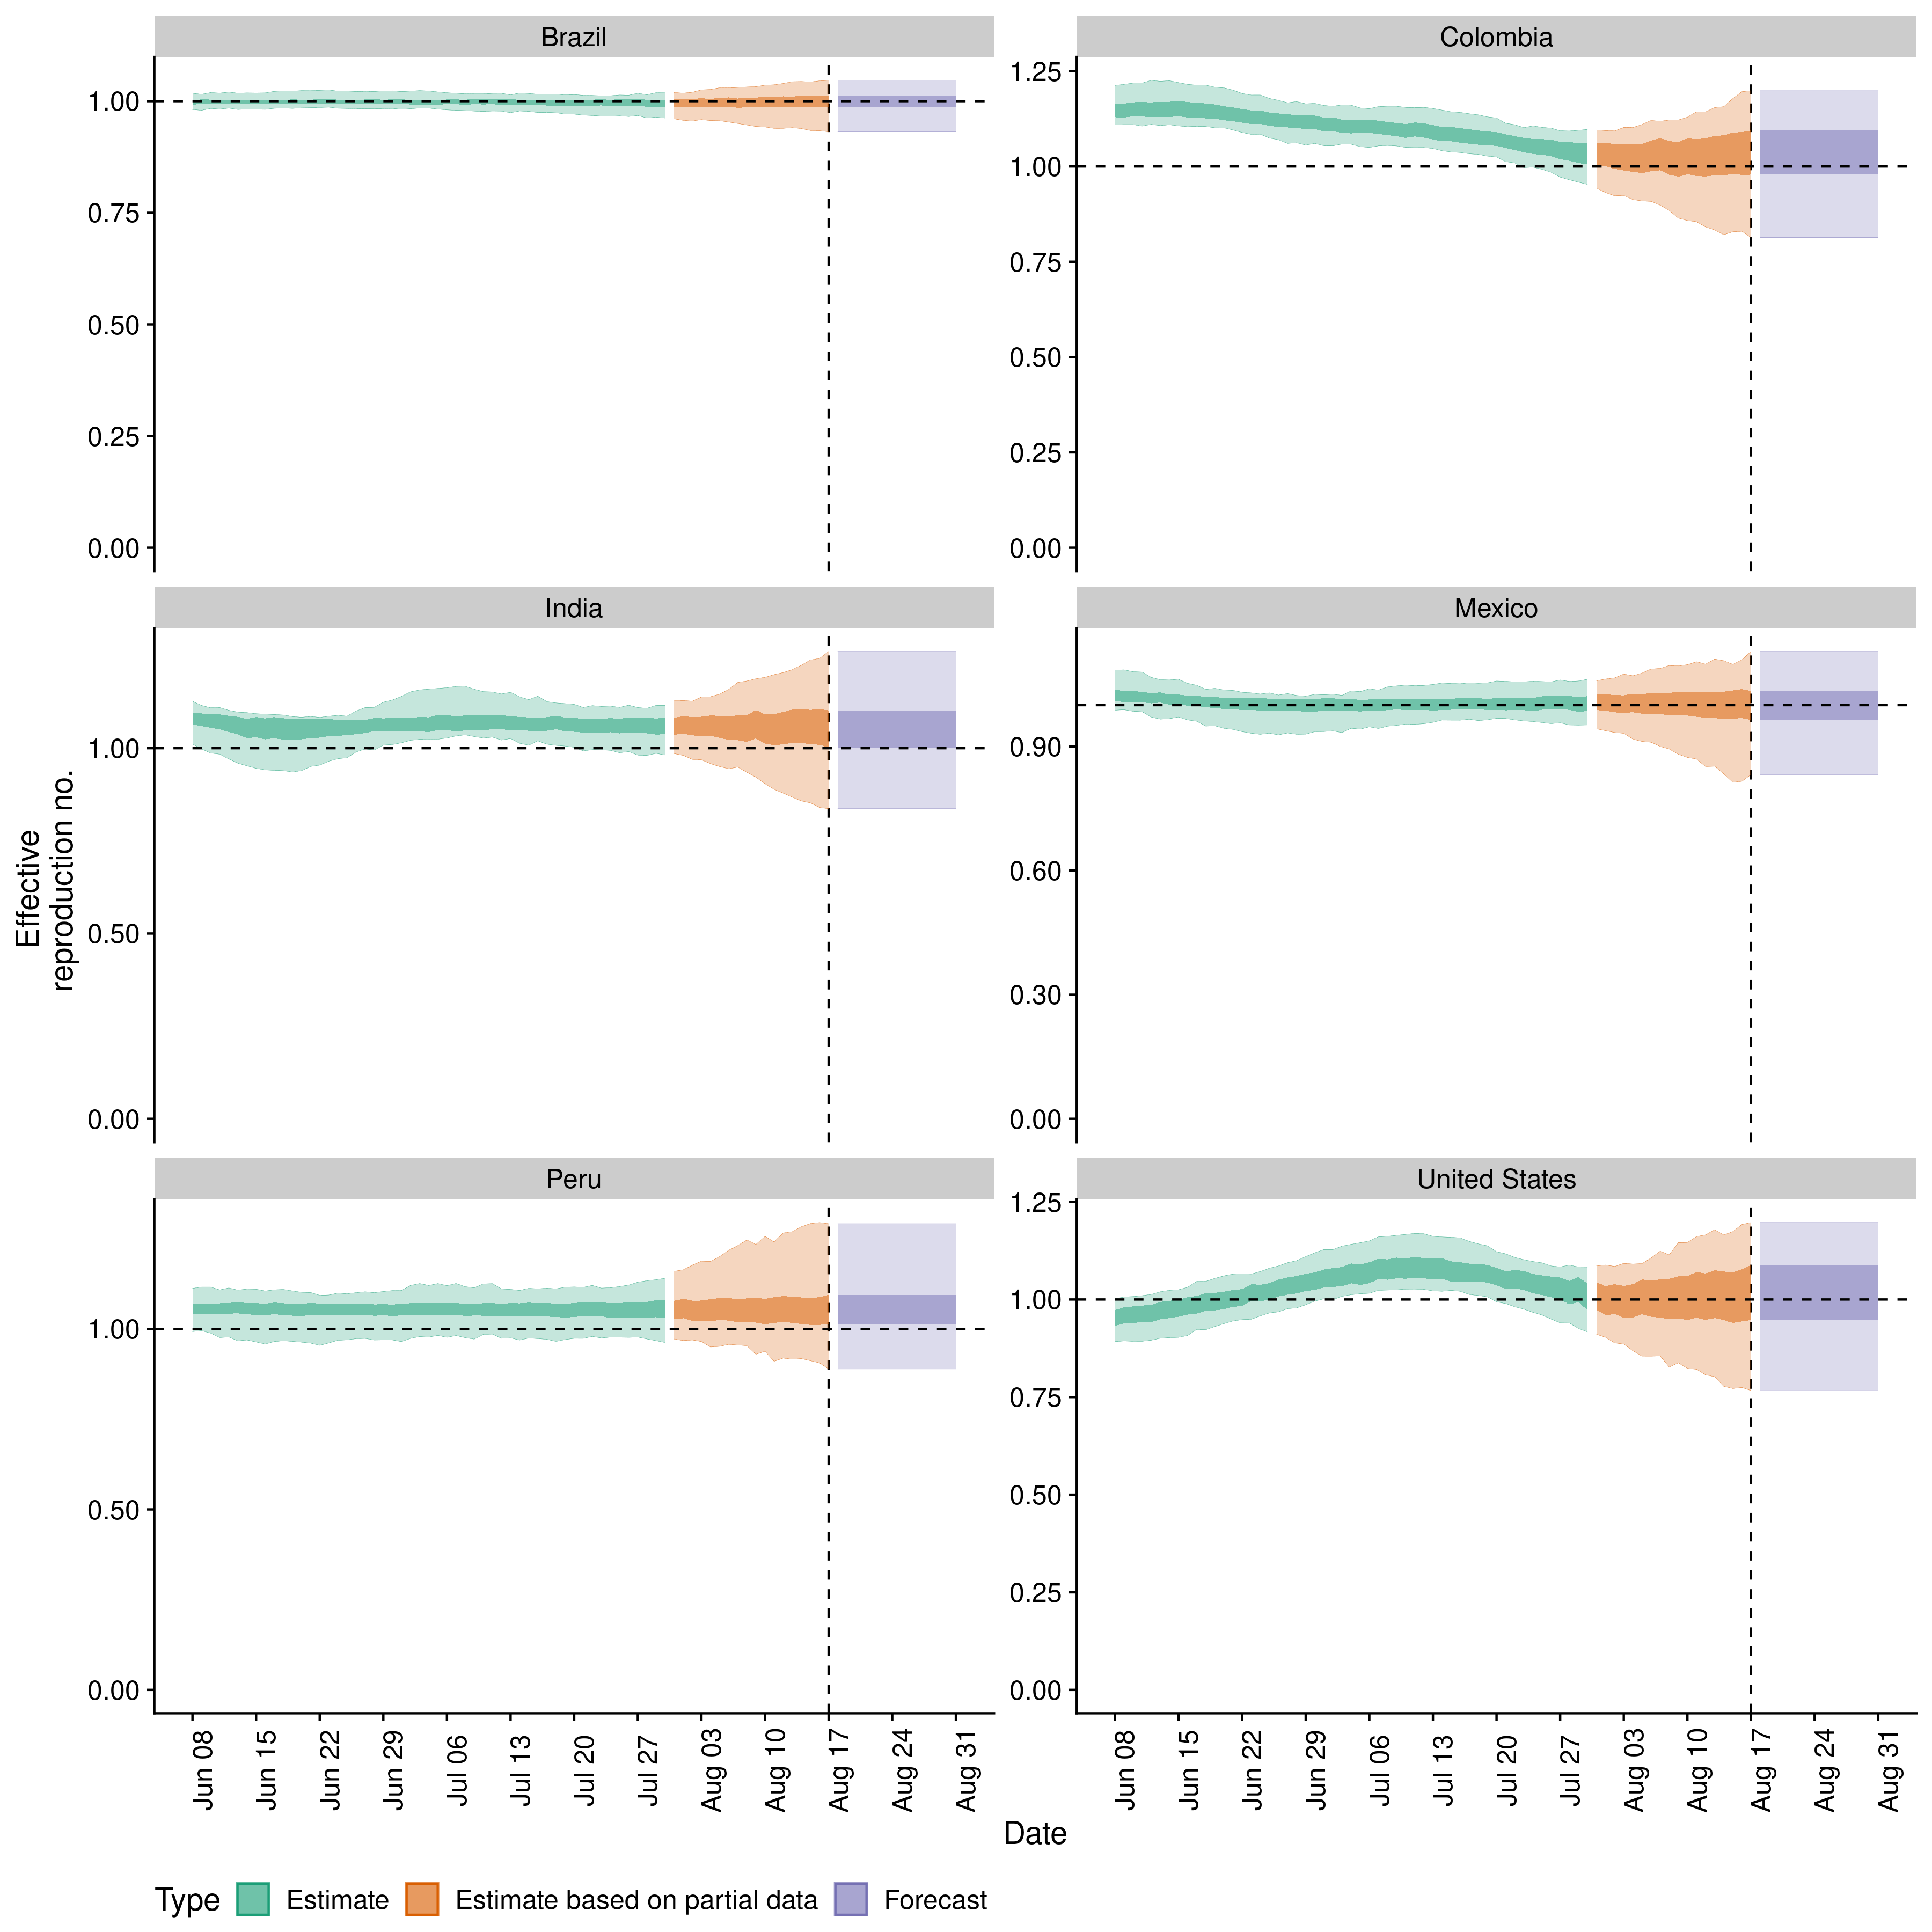 Brazil
Colombia
1.00
0.75
0.50
0.25
0.00
1.25
1.00
0.75
0.50
0.25
0.00
India
Mexico
1.00
0.50
0.00
0.90
0.60
0.30
0.00
Effective
reproduction no.
Peru
United States
1.00
0.50
0.00
1.25
1.00
0.75
0.50
0.25
0.00
Jun 08
Jun 15
Jun 22
Jun 29
Jul 06
Jul 13
Jul 20
Jul 27
Aug 03
Aug 10
Aug 17
Aug 24
Aug 31
Jun 08
Jun 15
Jun 22
Jun 29
Jul 06
Jul 13
Jul 20
Jul 27
Aug 03
Aug 10
Aug 17
Aug 24
Aug 31
Date
Type Estimate Estimate based on partial data Forecast